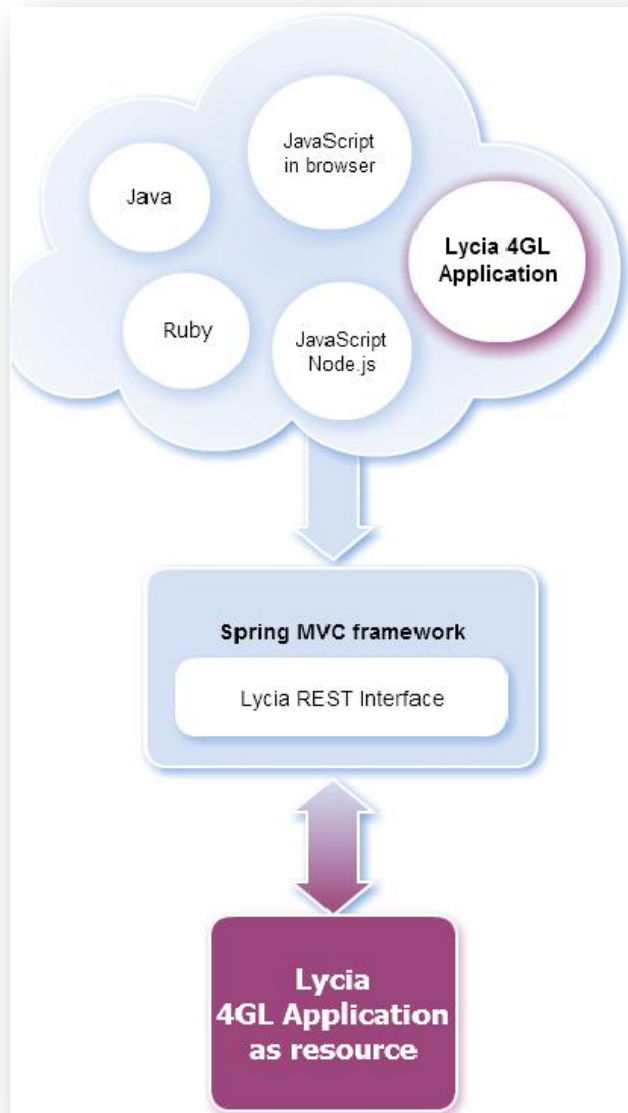 JavaScript
in browser
Java
Lycia 4GL
Application
Ruby
JavaScript
Node.js
Spring MVC framework
Lycia REST Interface
Lycia
4GL Application
as resource